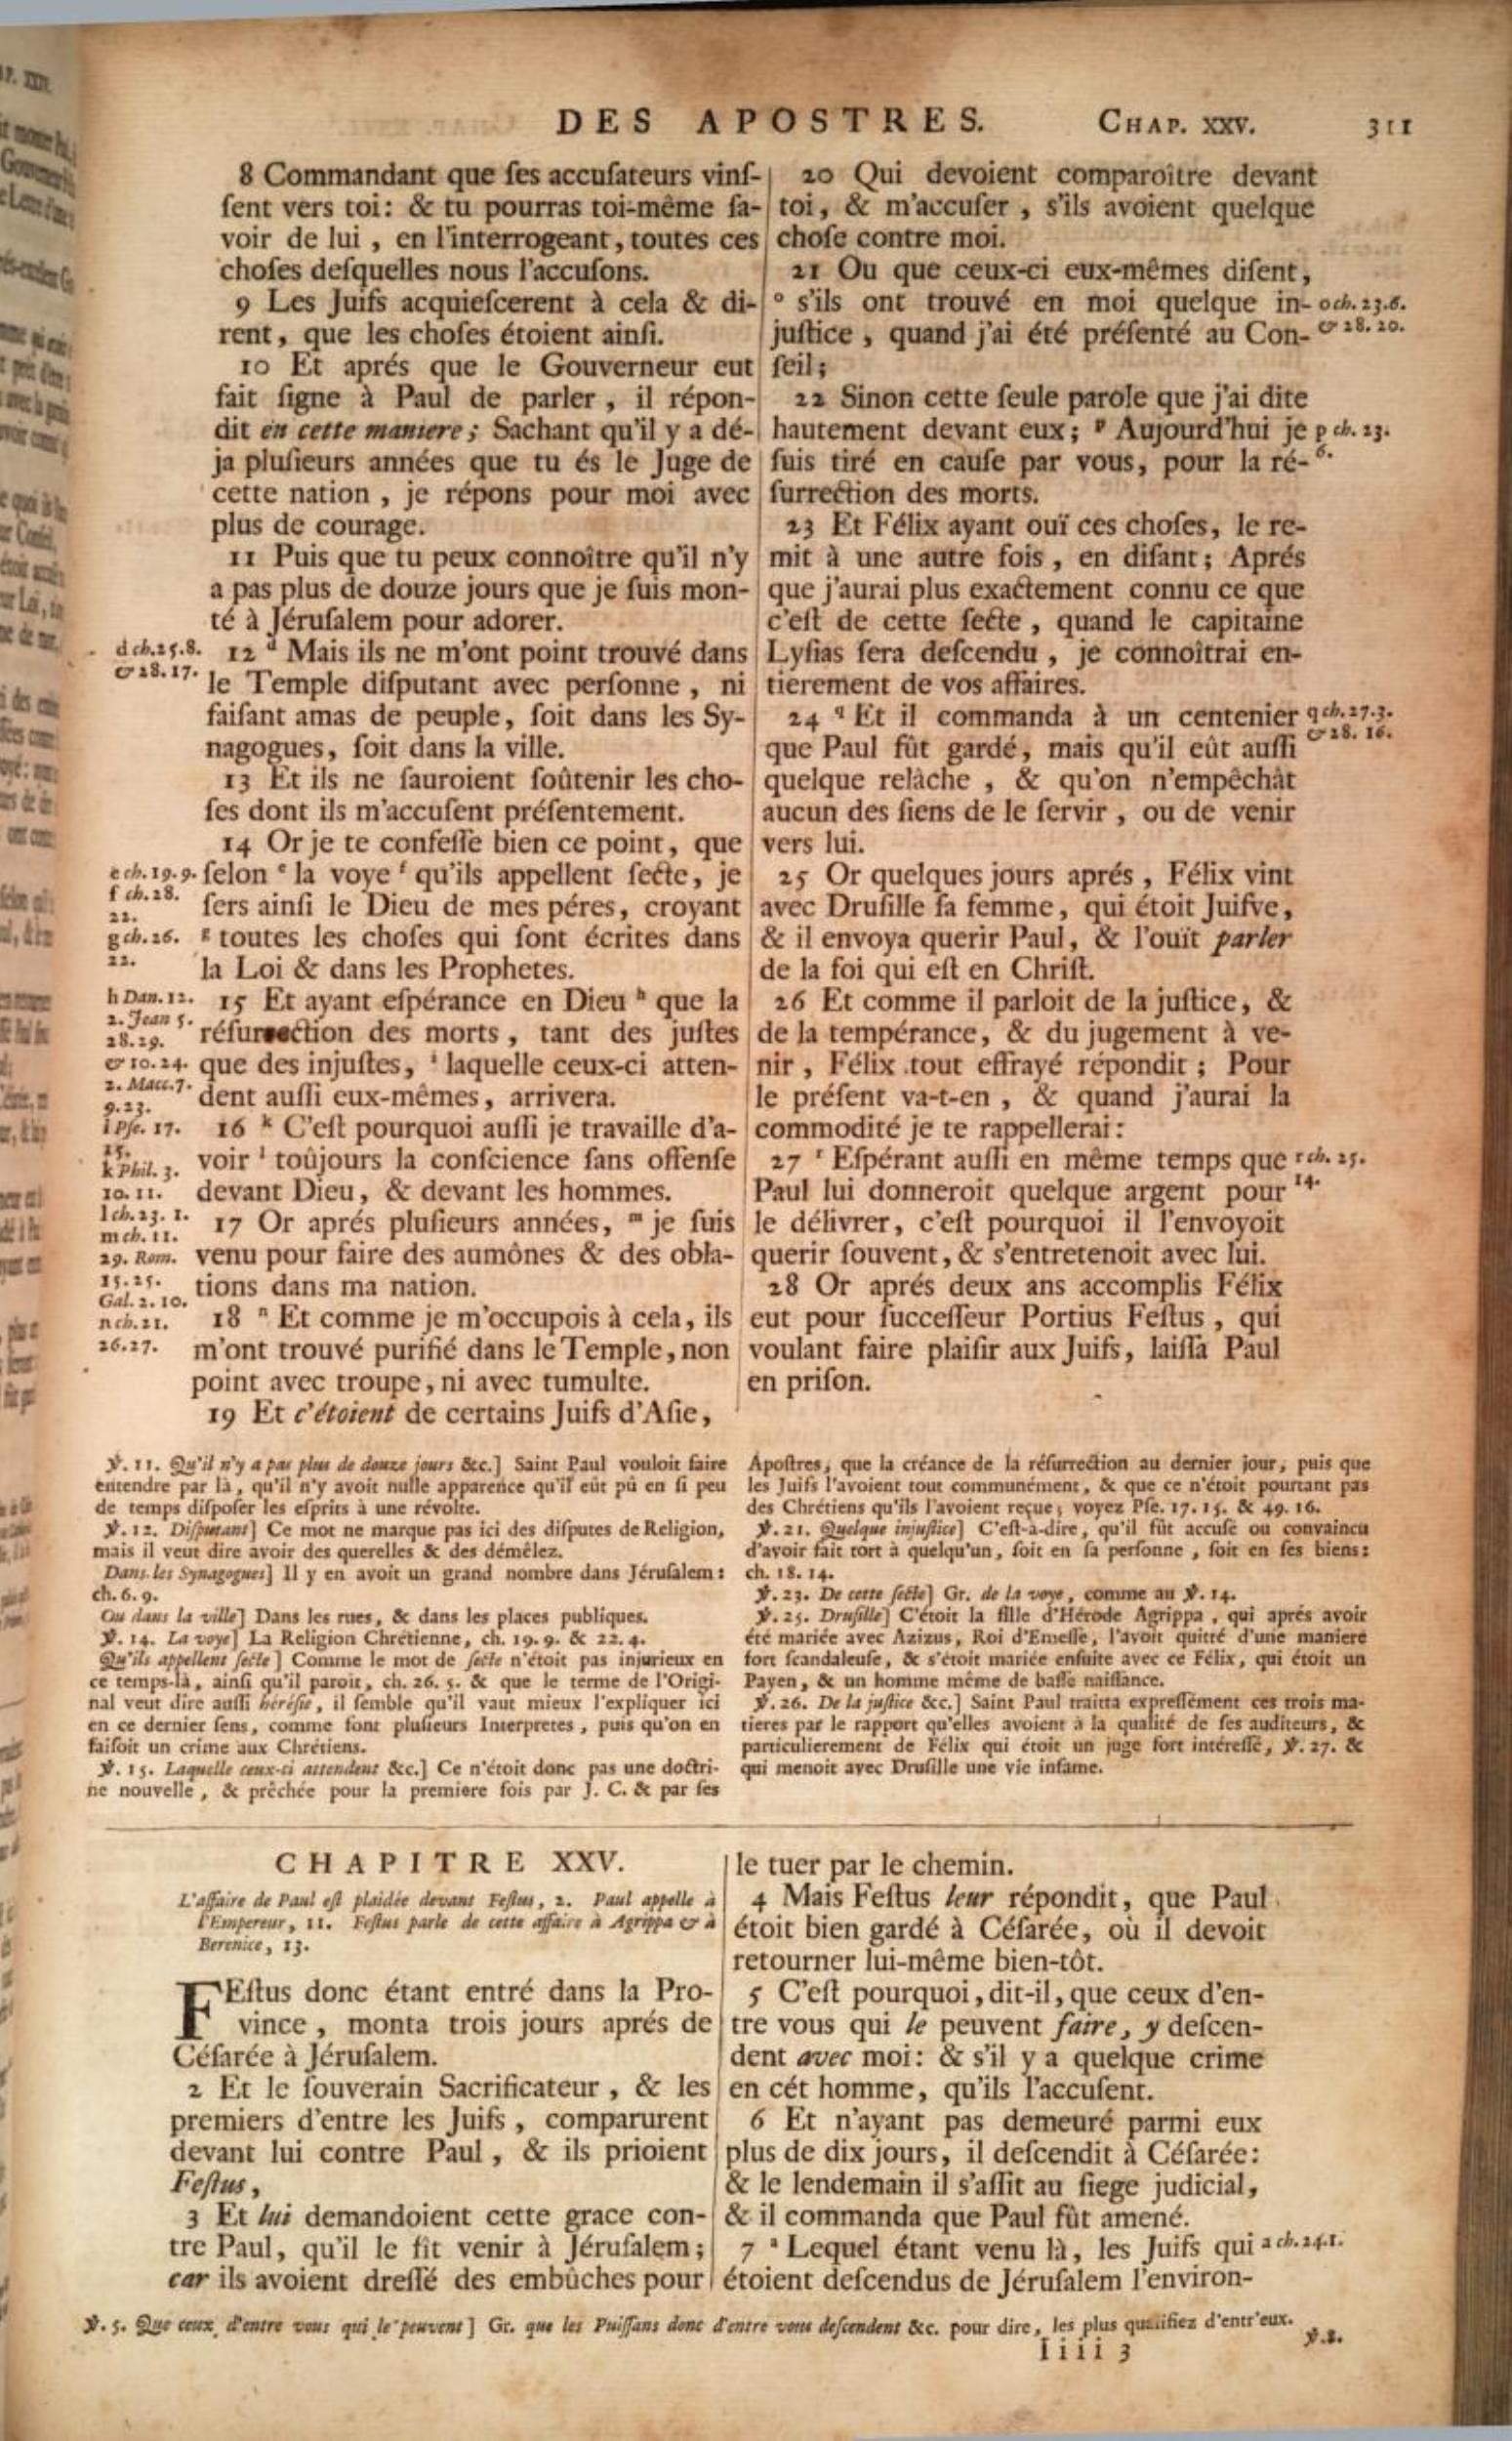 DES APOSTRES. CHAP. XXV. 311
8 Commandant que ſes accuſateurs vinſ-
ſent vers toi: & tu pourras toi-même ſa-
voir de lui, en l'interrogeant, toutes ces
choſes deſquelles nous l'accuſons.
9 Les Juifs acquieſcerent à cela & di-
rent, que les choſes étoient ainſi.
10 Et aprés que le Gouverneur eut
fait ſigne à Paul de parler, il répon-
dit en cette maniere; Sachant qu'il y a dé-
ja pluſieurs années que tu és le Juge de
cette nation, je répons pour moi avec
plus de courage.
11 Puis que tu peux connoître qu'il n'y
a pas plus de douze jours que je ſuis mon-
té à Jéruſalem pour adorer.
12 d Mais ils ne m'ont point trouvé dans
le Temple diſputant avec perſonne, ni
faiſant amas de peuple, ſoit dans les Sy-
nagogues, ſoit dans la ville.
13 Et ils ne ſauroient ſoûtenir les cho-
ſes dont ils m'accuſent préſentement.
14 Or je te confeſſe bien ce point, que
ſelon e la voye f qu'ils appellent ſecte, je
ſers ainſi le Dieu de mes péres, croyant
g toutes les choſes qui ſont écrites dans
la Loi & dans les Prophetes.
15 Et ayant eſpérance en Dieu h que la
réſurrection des morts, tant des juſtes
que des injuſtes, i laquelle ceux-ci atten-
dent auſſi eux-mêmes, arrivera.
16 k C'eſt pourquoi auſſi je travaille d'a-
voir l toûjours la conſcience ſans offenſe
devant Dieu, & devant les hommes.
17 Or aprés pluſieurs années, m je ſuis
venu pour faire des aumônes & des obla-
tions dans ma nation.
18 n Et comme je m'occupois à cela, ils
m'ont trouvé purifié dans le Temple, non
point avec troupe, ni avec tumulte.
19 Et c'étoient de certains Juifs d'Aſie,
d ch. 25. 8.
& 28. 17.
e ch. 19. 9.
f ch. 28.
22.
g ch. 26.
22.
h Dan. 12.
2. Jean 5.
28. 29.
& 10. 24.
2. Macc. 7.
9. 23.
i Pſe. 17.
15.
k Phil. 3.
10. 11.
l ch. 23. 1.
m ch. 11.
29. Rom.
15. 25.
Gal. 2. 10.
n ch. 21.
26. 27.
20 Qui devoient comparoître devant
toi, & m'accuſer, s'ils avoient quelque
choſe contre moi.
21 Ou que ceux-ci eux-mêmes diſent,
o s'ils ont trouvé en moi quelque in-
juſtice, quand j'ai été préſenté au Con-
ſeil;
22 Sinon cette ſeule parole que j'ai dite
hautement devant eux; p Aujourd'hui je
ſuis tiré en cauſe par vous, pour la ré-
ſurrection des morts.
23 Et Félix ayant ouï ces choſes, le re-
mit à une autre fois, en diſant; Aprés
que j'aurai plus exactement connu ce que
c'eſt de cette ſecte, quand le capitaine
Lyſias ſera deſcendu, je connoîtrai en-
tierement de vos affaires.
24 q Et il commanda à un centenier
que Paul fût gardé, mais qu'il eût auſſi
quelque relàche, & qu'on n'empêchât
aucun des ſiens de le ſervir, ou de venir
vers lui.
25 Or quelques jours aprés, Félix vint
avec Druſille ſa femme, qui étoit Juifve,
& il envoya querir Paul, & l'ouït parler
de la foi qui eſt en Chriſt.
26 Et comme il parloit de la juſtice, &
de la tempérance, & du jugement à ve-
nir, Félix tout effrayé répondit; Pour
le préſent va-t-en, & quand j'aurai la
commodité je te rappellerai:
27 r Eſpérant auſſi en même temps que
Paul lui donneroit quelque argent pour
le délivrer, c'eſt pourquoi il l'envoyoit
querir ſouvent, & s'entretenoit avec lui.
28 Or aprés deux ans accomplis Félix
eut pour ſucceſſeur Portius Feſtus, qui
voulant faire plaiſir aux Juifs, laiſſa Paul
en priſon.
o ch. 23. 6.
& 28. 20.
p ch. 23.
6.
q ch. 27. 3.
& 28. 16.
r ch. 25.
14.
℣. 11. Qu'il n'y a pas plus de douze jours &c.] Saint Paul vouloit faire
entendre par là, qu'il n'y avoit nulle apparence qu'il eût pû en ſi peu
de temps diſpoſer les eſprits à une révolte.
℣. 12. Diſputant] Ce mot ne marque pas ici des diſputes de Religion,
mais il veut dire avoir des querelles & des démêlez.
Dans les Synagogues] Il y en avoit un grand nombre dans Jéruſalem:
ch. 6. 9.
Ou dans la ville] Dans les rues, & dans les places publiques.
℣. 14. La voye] La Religion Chrétienne, ch. 19. 9. & 22. 4.
Qu'ils appellent ſecte] Comme le mot de ſecte n'étoit pas injurieux en
ce temps-là, ainſi qu'il paroit, ch. 26. 5. & que le terme de l'Origi-
nal veut dire auſſi héréſie, il ſemble qu'il vaut mieux l'expliquer ici
en ce dernier ſens, comme font pluſieurs Interpretes, puis qu'on en
faiſoit un crime aux Chrétiens.
℣. 15. Laquelle ceux-ci attendent &c.] Ce n'étoit donc pas une doctri-
ne nouvelle, & prêchée pour la premiere fois par J. C. & par ſes
Apoſtres, que la créance de la réſurrection au dernier jour, puis que
les Juifs l'avoient tout communément, & que ce n'étoit pourtant pas
des Chrétiens qu'ils l'avoient reçue; voyez Pſe. 17. 15. & 49. 16.
℣. 21. Quelque injuſtice] C'eſt-à-dire, qu'il fût accuſé ou convaincu
d'avoir fait tort à quelqu'un, ſoit en ſa perſonne, ſoit en ſes biens:
ch. 18. 14.
℣. 23. De cette ſecte] Gr. de la voye, comme au ℣. 14.
℣. 25. Druſille] C'étoit la fille d'Hérode Agrippa, qui aprés avoir
été mariée avec Azizus, Roi d'Emeſſe, l'avoit quitté d'une maniere
fort ſcandaleuſe, & s'étoit mariée enſuite avec ce Félix, qui étoit un
Payen, & un homme même de baſſe naiſſance.
℣. 26. De la juſtice &c.] Saint Paul traitta expreſſément ces trois ma-
tieres par le rapport qu'elles avoient à la qualité de ſes auditeurs, &
particulierement de Félix qui étoit un juge fort intéreſſé, ℣. 27. &
qui menoit avec Druſille une vie infame.
CHAPITRE XXV.
L'affaire de Paul eſt plaidée devant Feſtus, 2. Paul appelle à
l'Empereur, 11. Feſtus parle de cette affaire à Agrippa & à
Berenice, 13.
FEſtus donc étant entré dans la Pro-
vince, monta trois jours aprés de
Céſarée à Jéruſalem.
2 Et le ſouverain Sacrificateur, & les
premiers d'entre les Juifs, comparurent
devant lui contre Paul, & ils prioient
Feſtus,
3 Et lui demandoient cette grace con-
tre Paul, qu'il le fit venir à Jéruſalem;
car ils avoient dreſſé des embûches pour
le tuer par le chemin.
4 Mais Feſtus leur répondit, que Paul
étoit bien gardé à Céſarée, où il devoit
retourner lui-même bien-tôt.
5 C'eſt pourquoi, dit-il, que ceux d'en-
tre vous qui le peuvent faire, y deſcen-
dent avec moi: & s'il y a quelque crime
en cét homme, qu'ils l'accuſent.
6 Et n'ayant pas demeuré parmi eux
plus de dix jours, il deſcendit à Céſarée:
& le lendemain il s'aſſit au ſiege judicial,
& il commanda que Paul fût amené.
7 a Lequel étant venu là, les Juifs qui
étoient deſcendus de Jéruſalem l'environ-
a ch. 24. 1.
℣. 5. Que ceux d'entre vous qui le peuvent] Gr. que les Puiſſans donc d'entre vous deſcendent &c. pour dire, les plus qualifiez d'entr'eux.
Iiii 3
℣. 8.